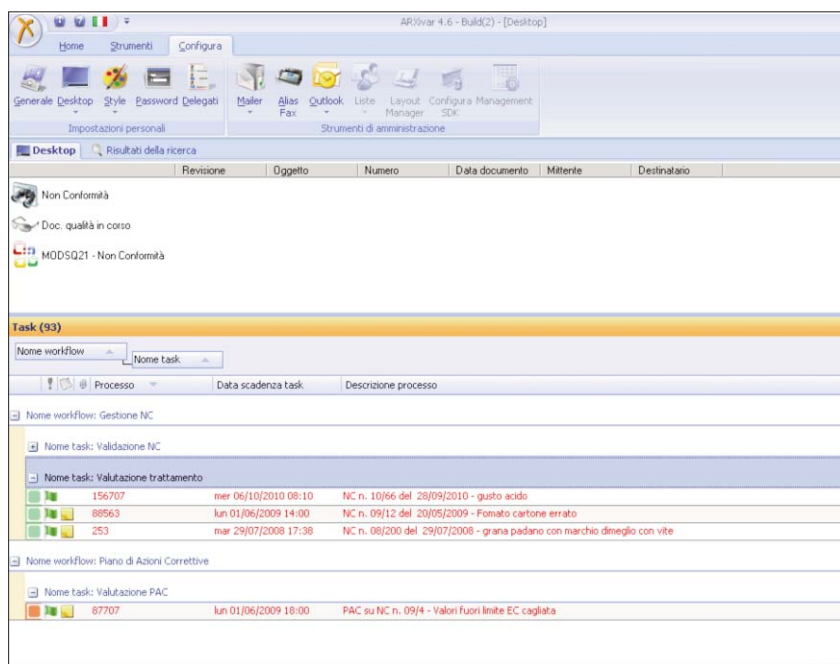 ARXivar 4.6 - Build(2) - [Desktop]
Home Strumenti Configura
Generale Desktop Style Password Delegati Mailer Alias Fax Outlook Liste Layout Manager Configura SDK Management
Impostazioni personali Strumenti di amministrazione
Desktop Risultati della ricerca
Revisione Oggetto Numero Data documento Mittente Destinatario
Non Conformità
Doc. qualità in corso
MODSQ21 - Non Conformità
Task (93)
Nome workflow
Nome task
Processo Data scadenza task Descrizione processo
Nome workflow: Gestione NC
Nome task: Validazione NC
Nome task: Valutazione trattamento
156707 mer 06/10/2010 08:10 NC n. 10/66 del 28/09/2010 - gusto acido
88563 lun 01/06/2009 14:00 NC n. 09/12 del 20/05/2009 - Fomato cartone errato
253 mar 29/07/2008 17:38 NC n. 08/200 del 29/07/2008 - grana padano con marchio dimeglio con vite
Nome workflow: Piano di Azioni Correttive
Nome task: Valutazione PAC
87707 lun 01/06/2009 18:00 PAC su NC n. 09/4 - Valori fuori limite EC cagliata